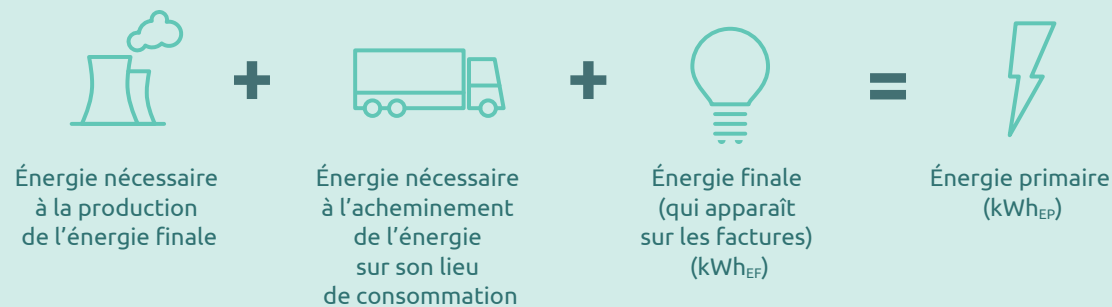 +
+
=
Énergie nécessaire
à la production
de l’énergie finale
Énergie nécessaire
à l’acheminement
de l’énergie
sur son lieu
de consommation
Énergie finale
(qui apparaît
sur les factures)
(kWhEF)
Énergie primaire
(kWhEP)